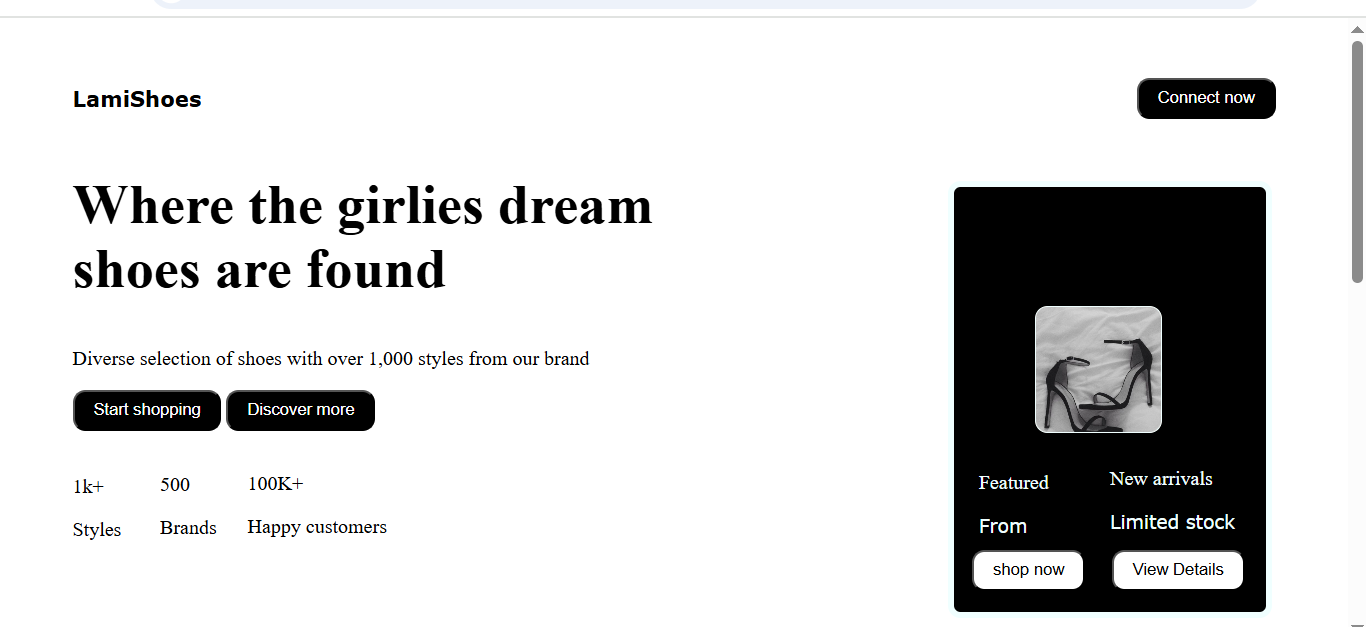 LamiShoes
Connect now
Where the girlies dream
shoes are found
Diverse selection of shoes with over 1,000 styles from our brand
Start shopping
Discover more
1k+
500
100K+
Styles
Brands
Happy customers
Featured
New arrivals
From
Limited stock
shop now
View Details